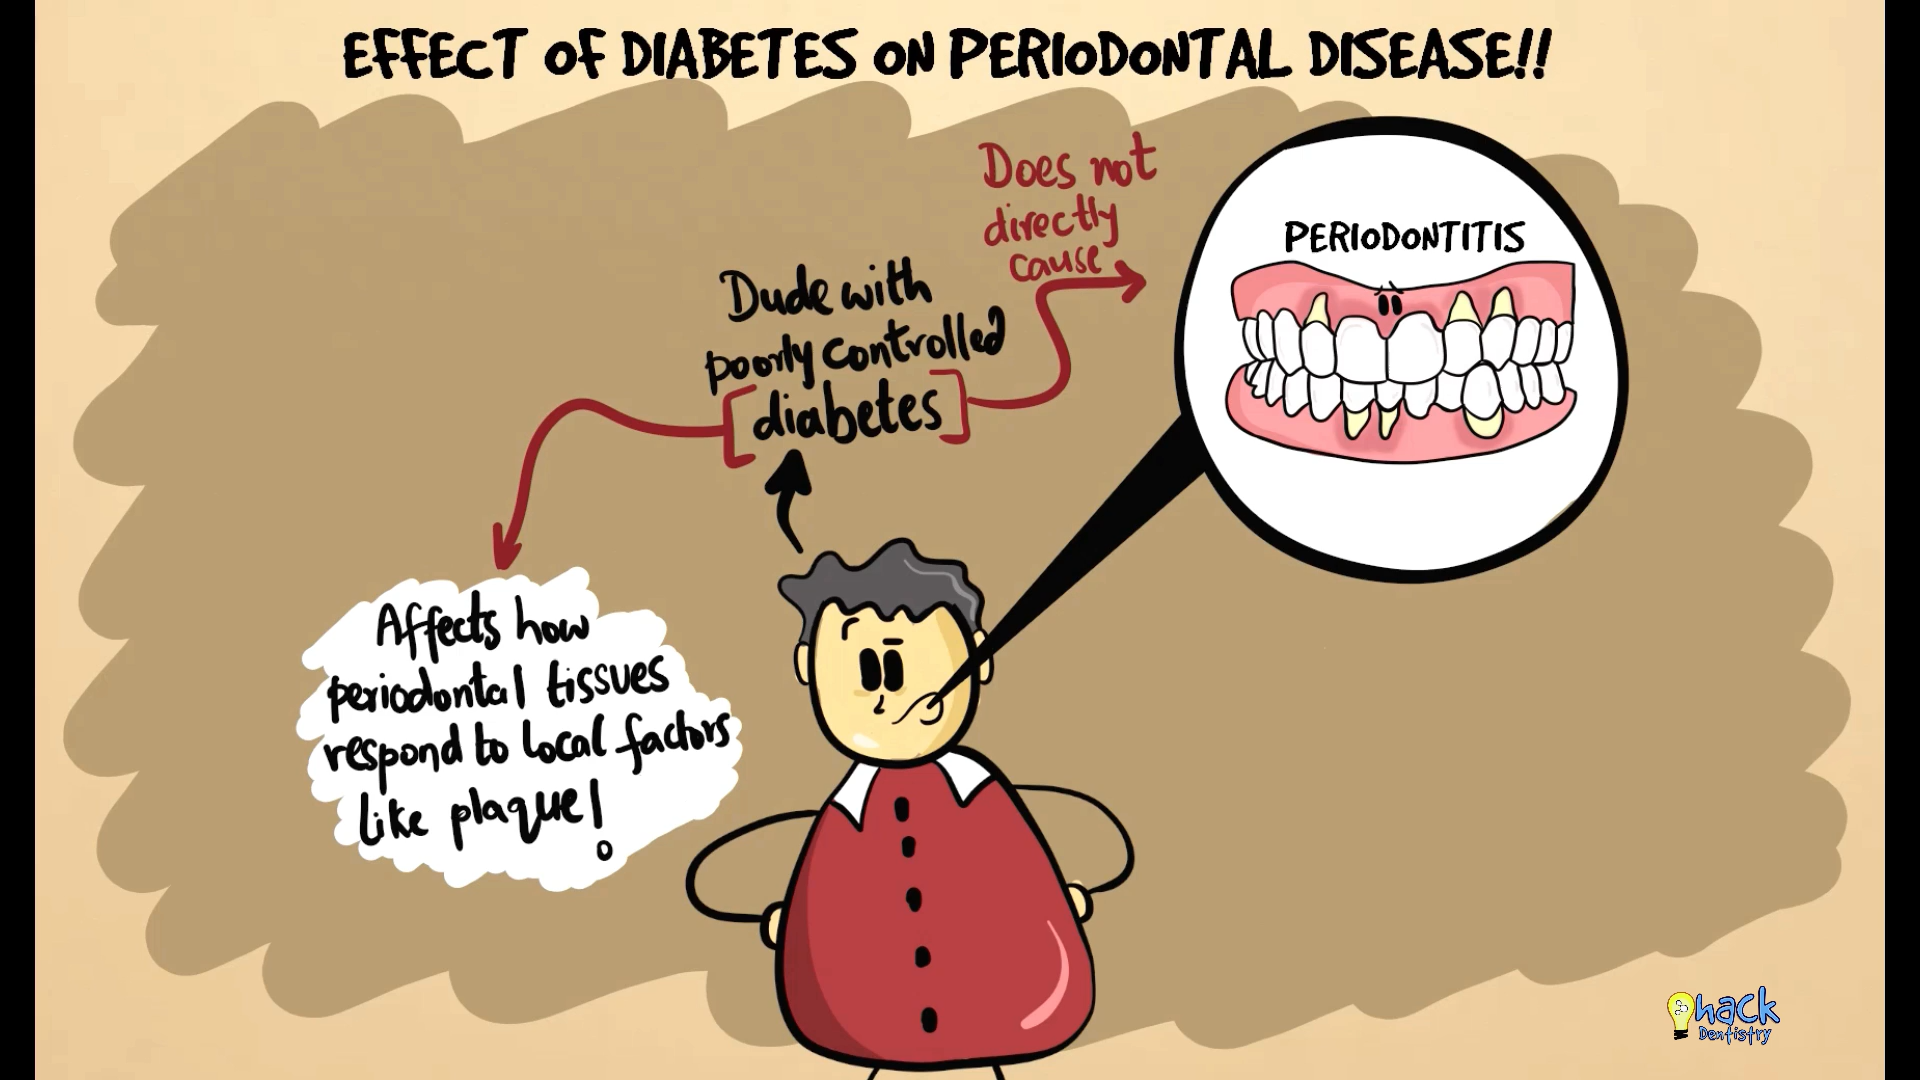 EFFECT OF DIABETES ON PERIODONTAL DISEASE!!
Does not
directly
cause
PERIODONTITIS
Dude with
poorly controlled
diabetes
Affects how
periodontal tissues
respond to local factors
like plaque!
hack
Dentistry